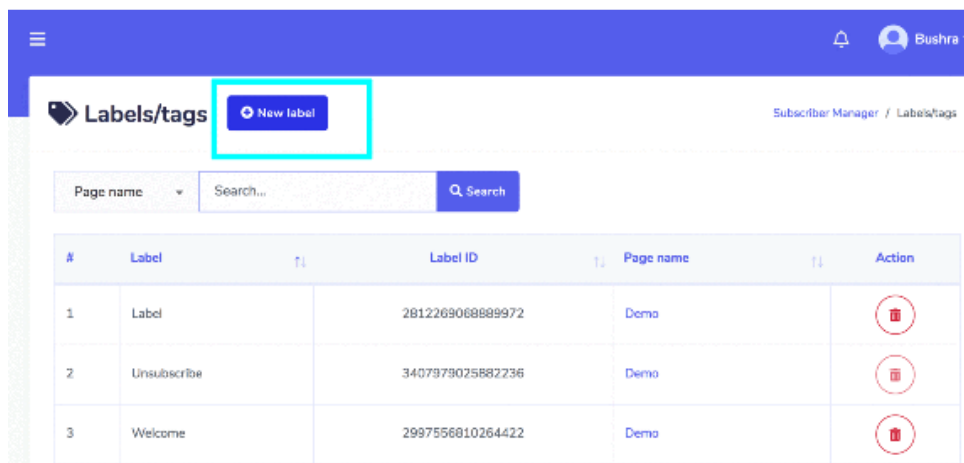 Bushra
Labels/tags New label Subscriber Manager / Labels/tags
Page name Search... Search
# Label Label ID Page name Action
1 Label 2812269068889972 Demo
2 Unsubscribe 3407979025882236 Demo
3 Welcome 2997556810264422 Demo